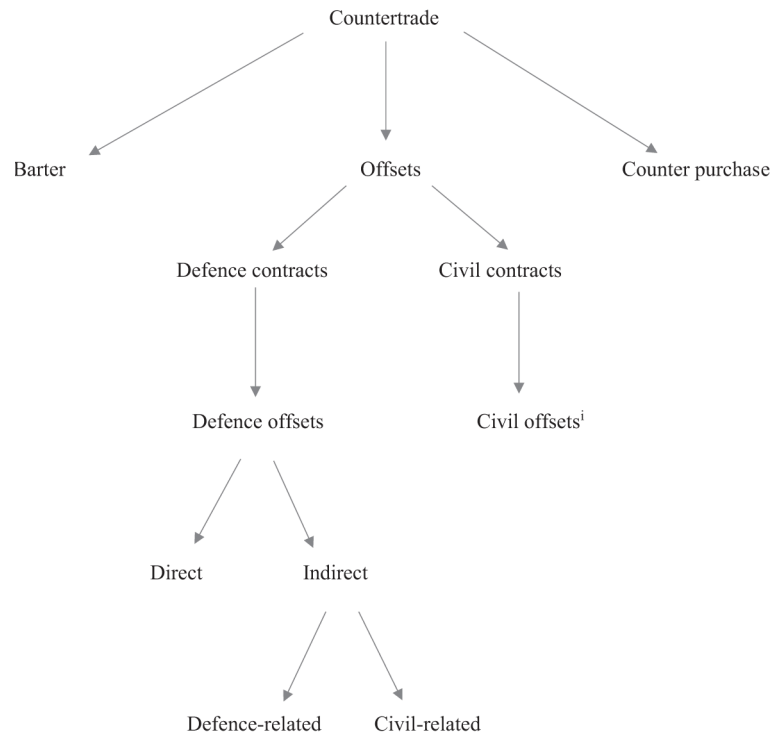 Countertrade
Barter
Offsets
Counter purchase
Defence contracts
Civil contracts
Defence offsets
Civil offsetsⁱ
Direct
Indirect
Defence-related
Civil-related